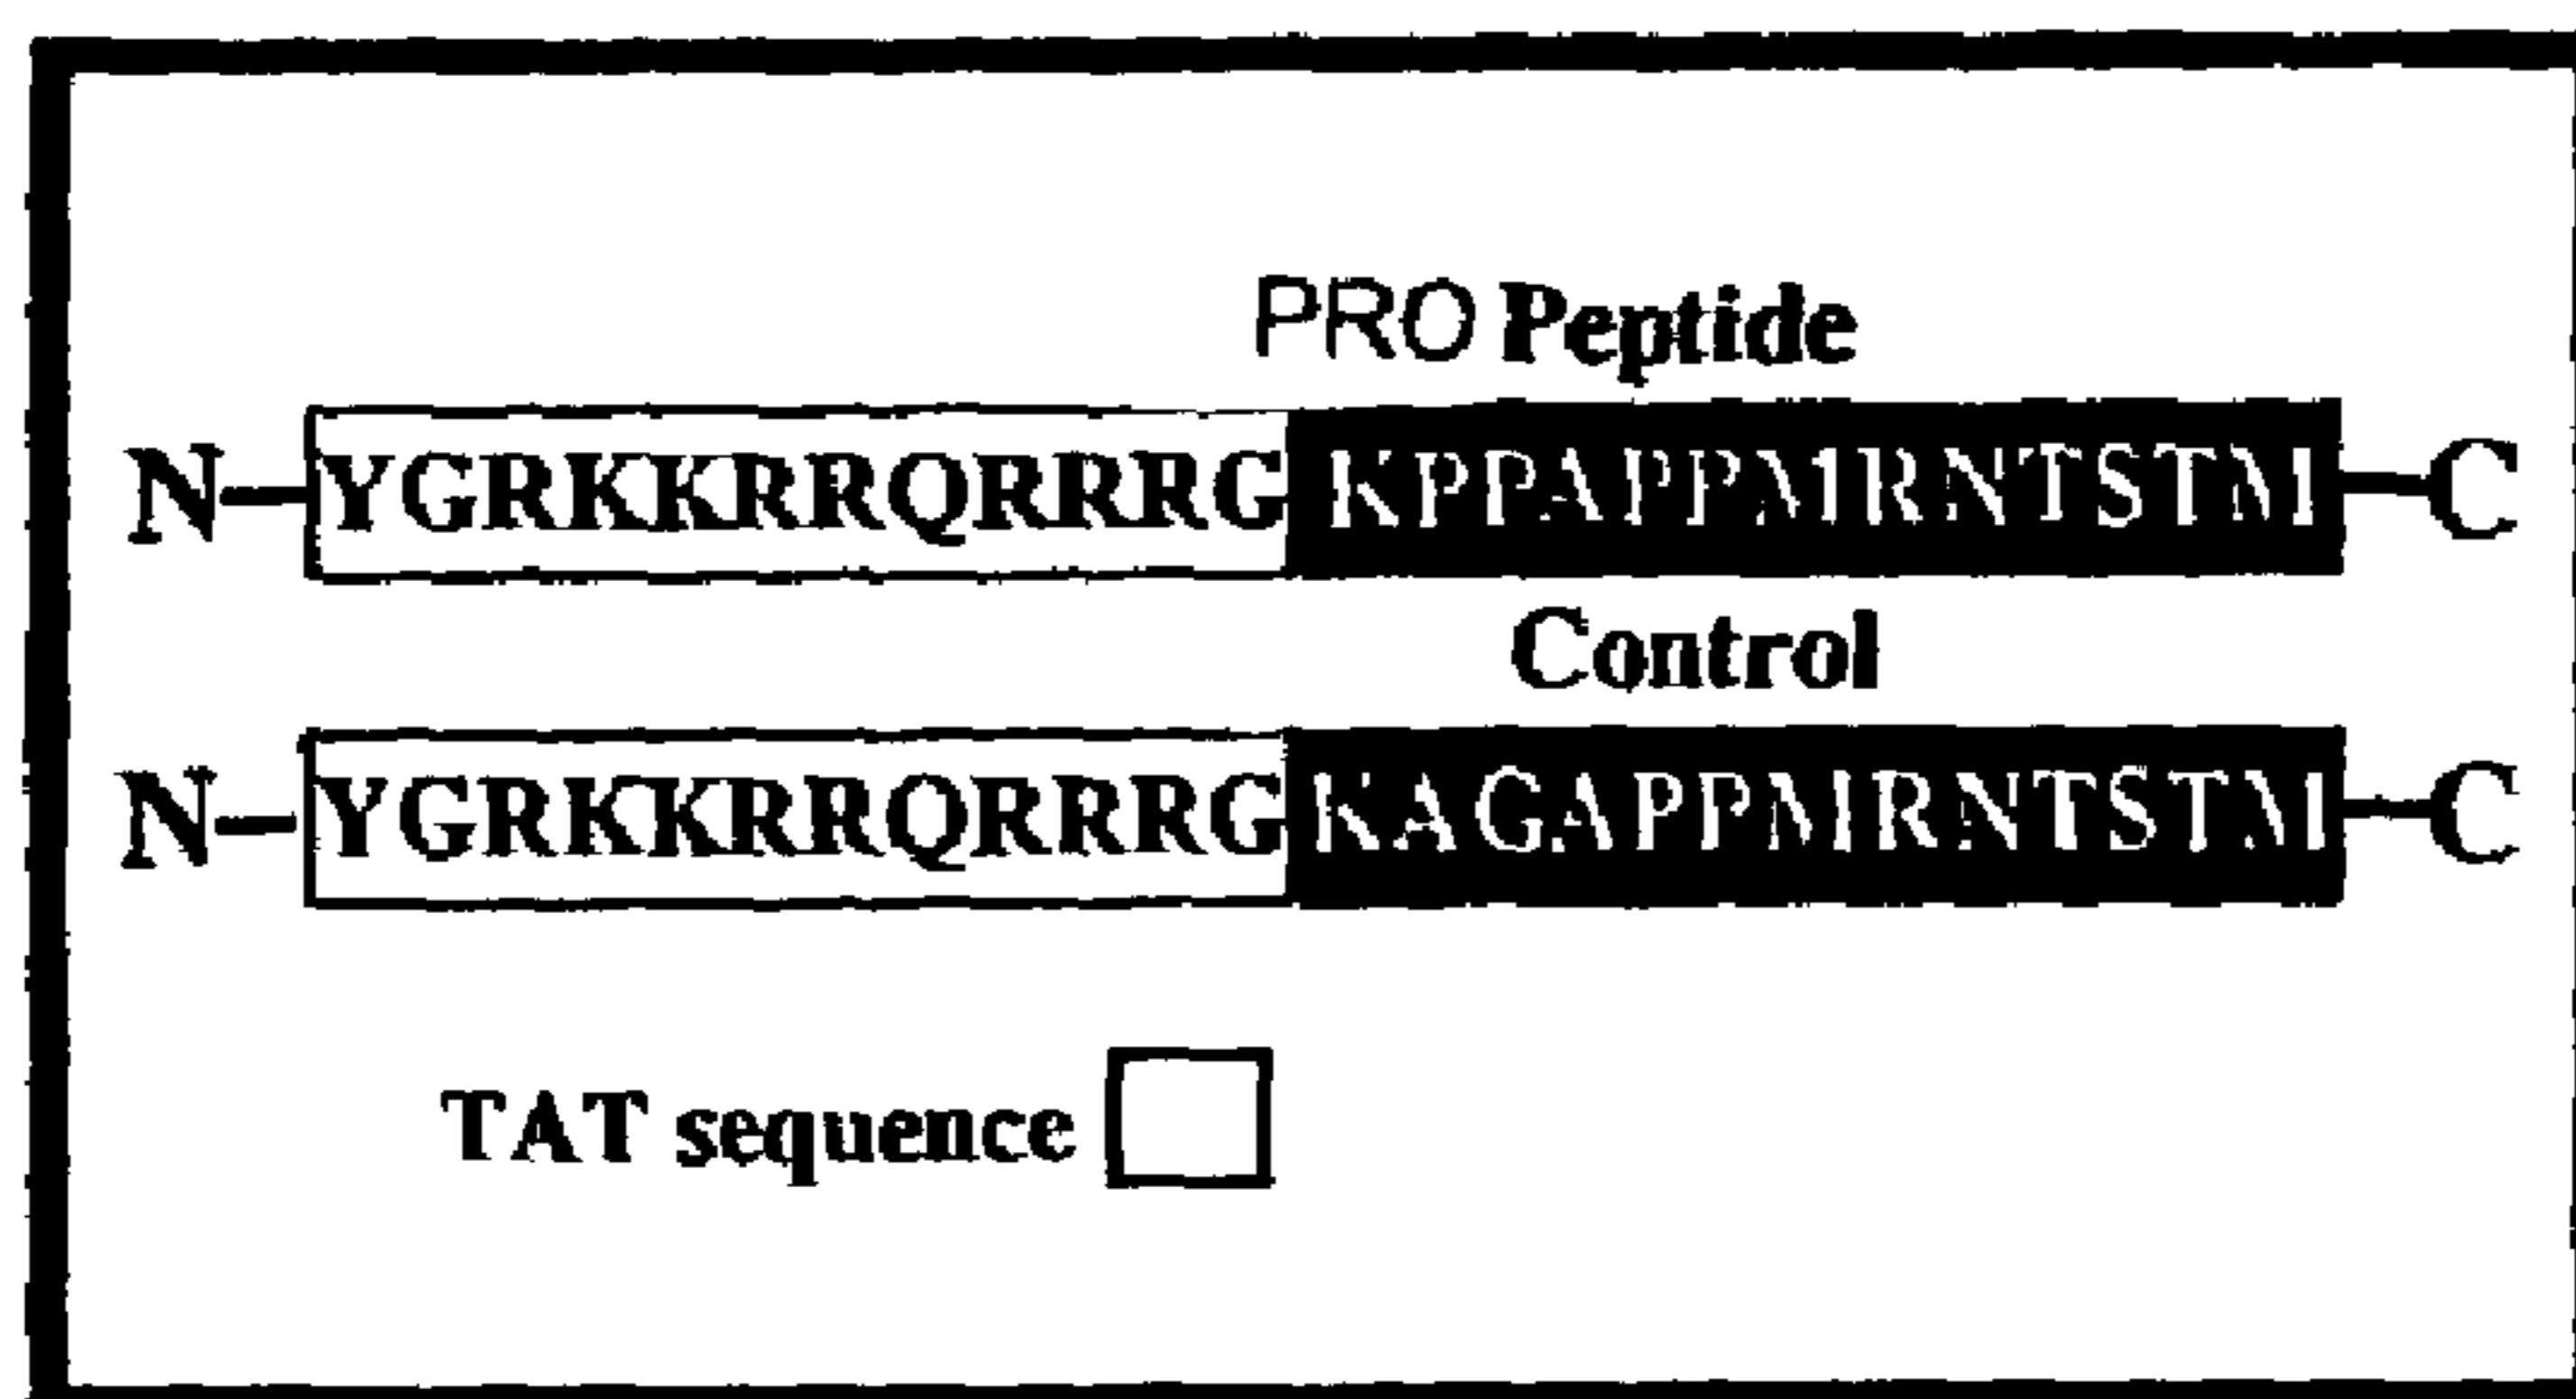 PRO Peptide
N-YGRKKRRQRRRGKPPAPPMRNTSTM-C
Control
N-YGRKKRRQRRRGKAGAPPMRNTSTM-C
TAT sequence